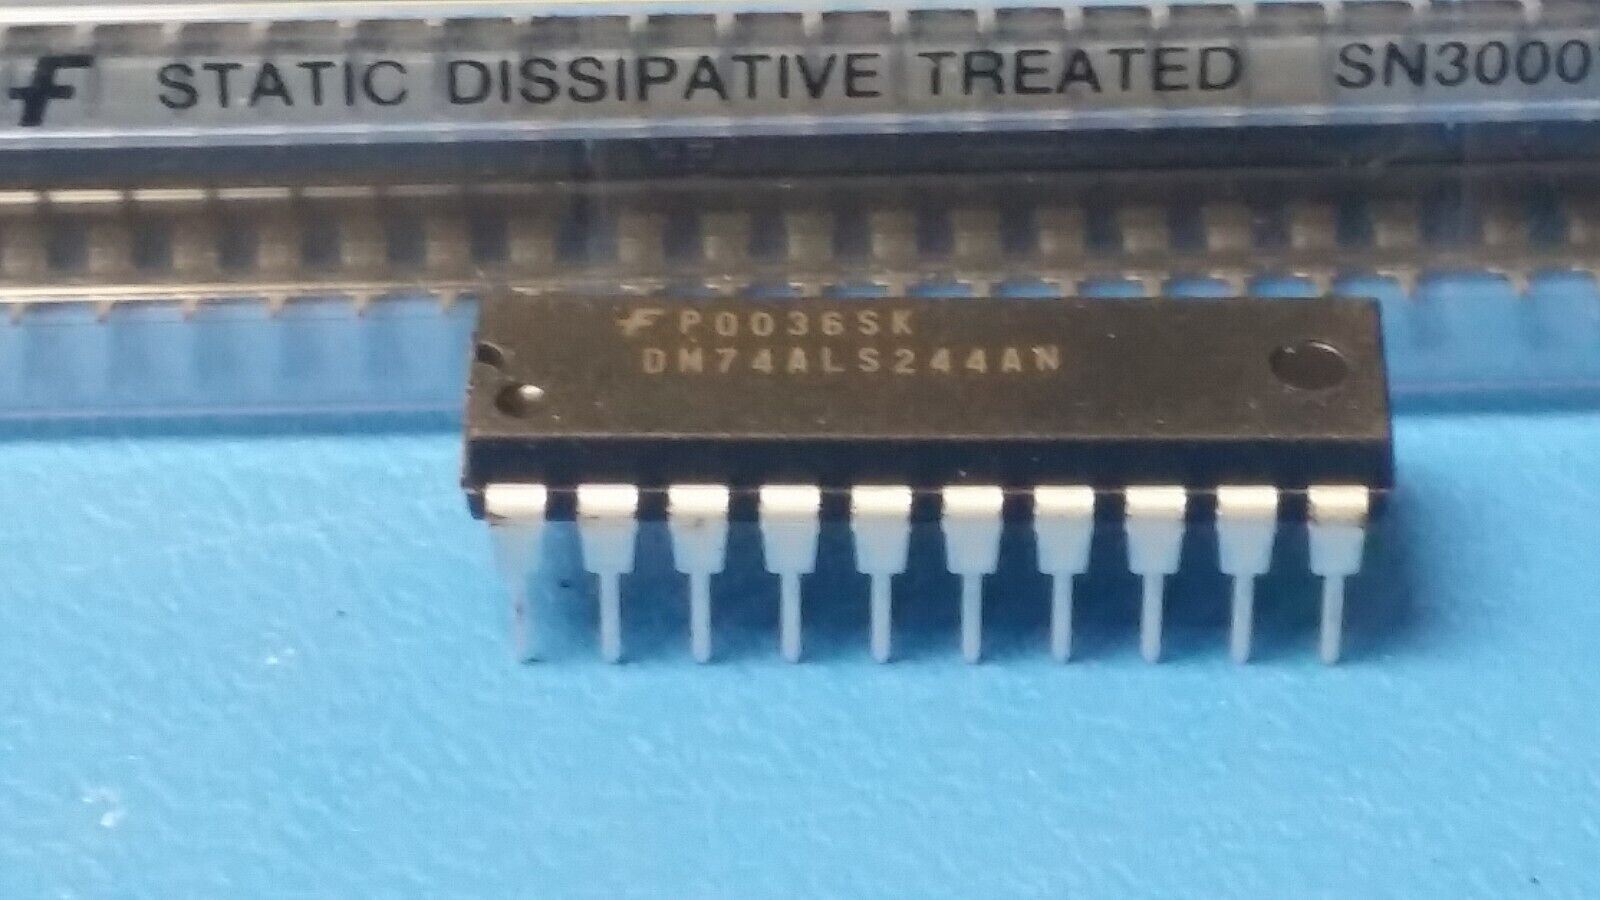 F STATIC DISSIPATIVE TREATED SN3000
F P0036SK
DM74ALS244AN